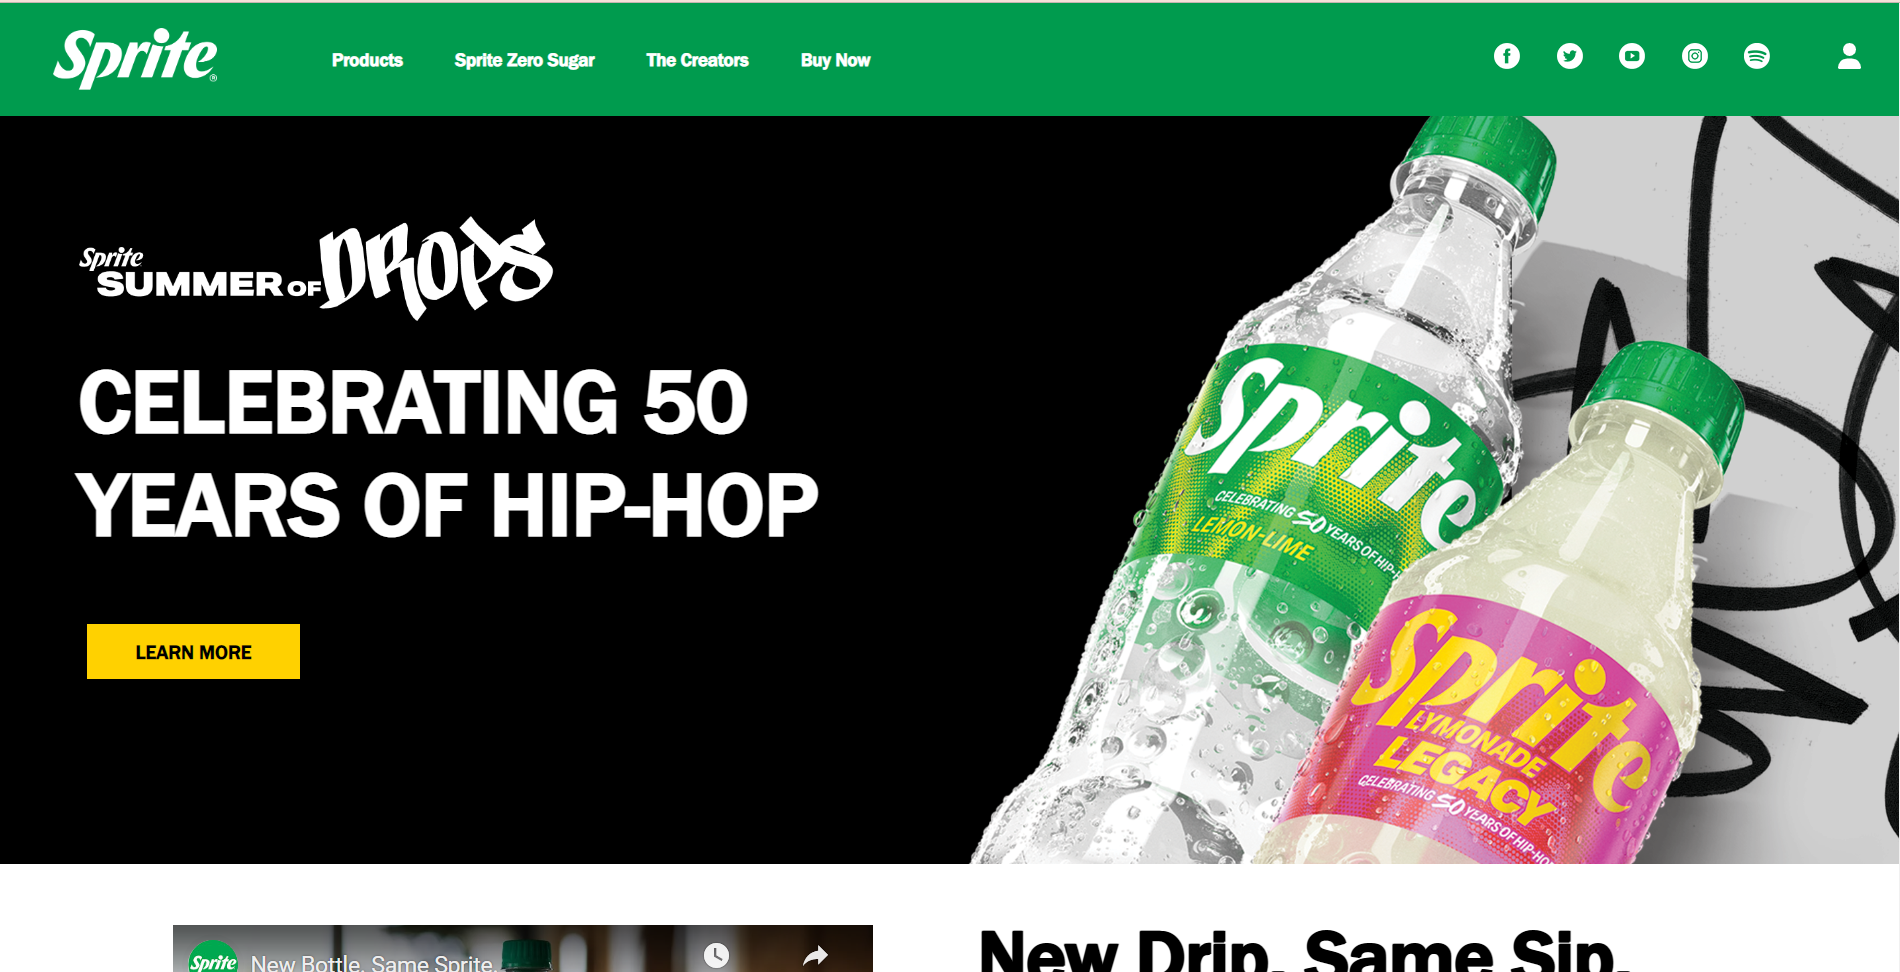 Sprite®
Products
Sprite Zero Sugar
The Creators
Buy Now
Sprite
SUMMER OF DROPS
CELEBRATING 50
YEARS OF HIP-HOP
LEARN MORE
Sprite
CELEBRATING 50 YEARS OF HIP-
LEMON-LIME
Sprite
LYMONADE
LEGACY
CELEBRATING 50 YEARS OF HIP-HO
Sprite
New Bottle. Same Sprite.
New Drip. Same Sip.